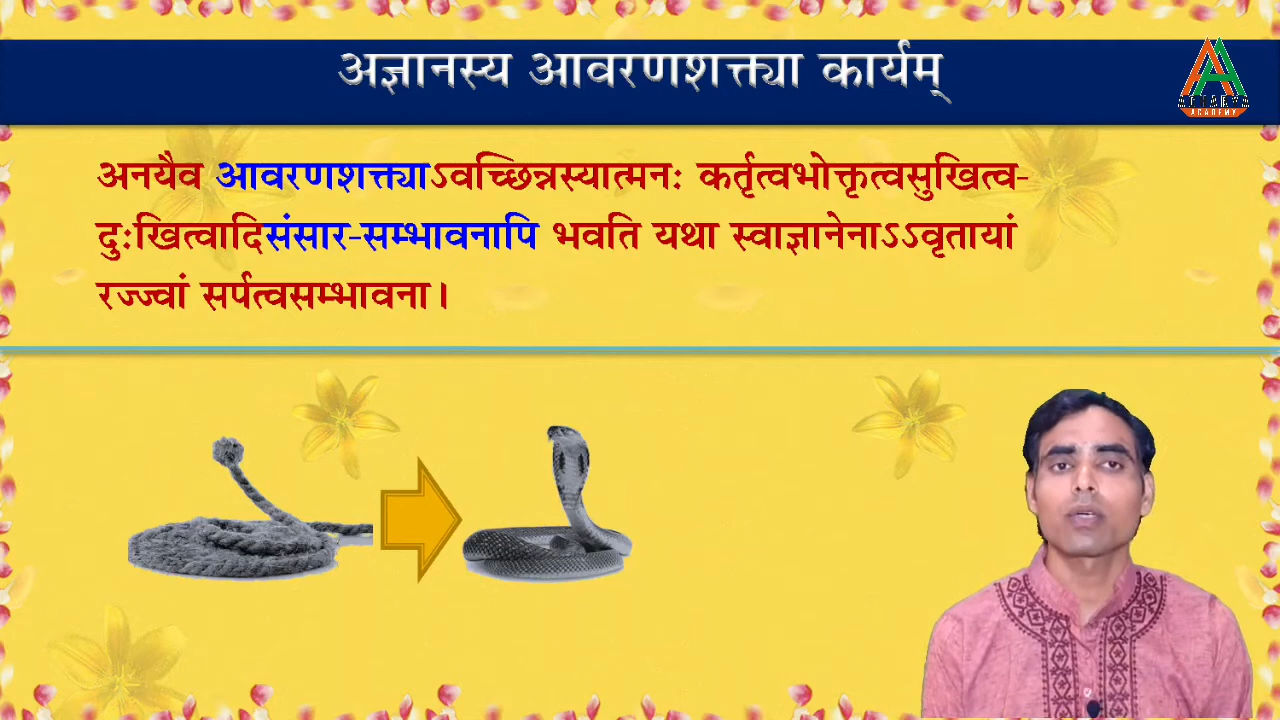 अज्ञानस्य आवरणशक्त्या कार्यम्
अनयैव आवरणशक्त्याऽवच्छिन्नस्यात्मनः कर्तृत्वभोक्तृत्वसुखित्व-
दुःखित्वादिसंसार-सम्भावनापि भवति यथा स्वाज्ञानेनाऽऽवृतायां
रज्ज्वां सर्पत्वसम्भावना।
ACADEMY